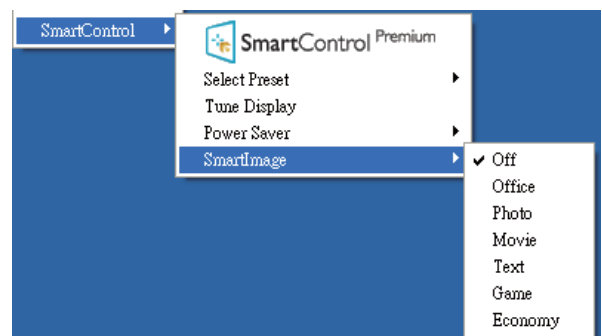 SmartControl
SmartControl Premium
Select Preset
Tune Display
Power Saver
SmartImage
Off
Office
Photo
Movie
Text
Game
Economy